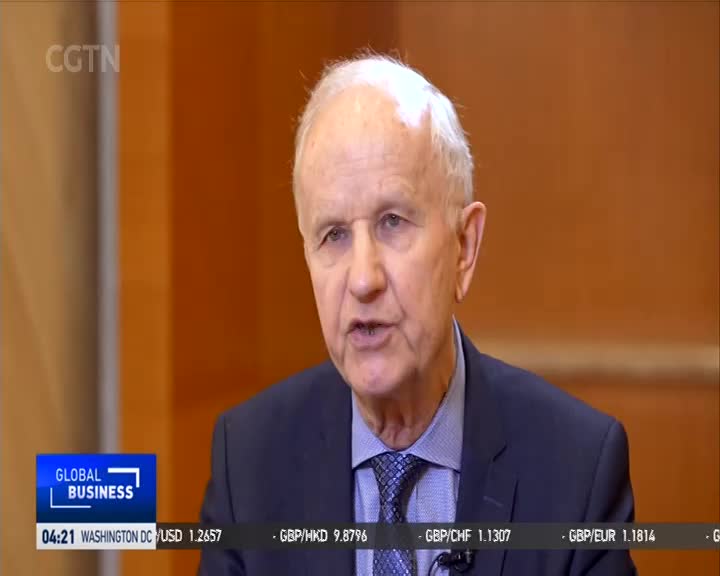 CGTN
GLOBAL
BUSINESS
04:21 WASHINGTON DC /USD 1.2657 · GBP/HKD 9.8796 · GBP/CHF 1.1307 · GBP/EUR 1.1814 · G